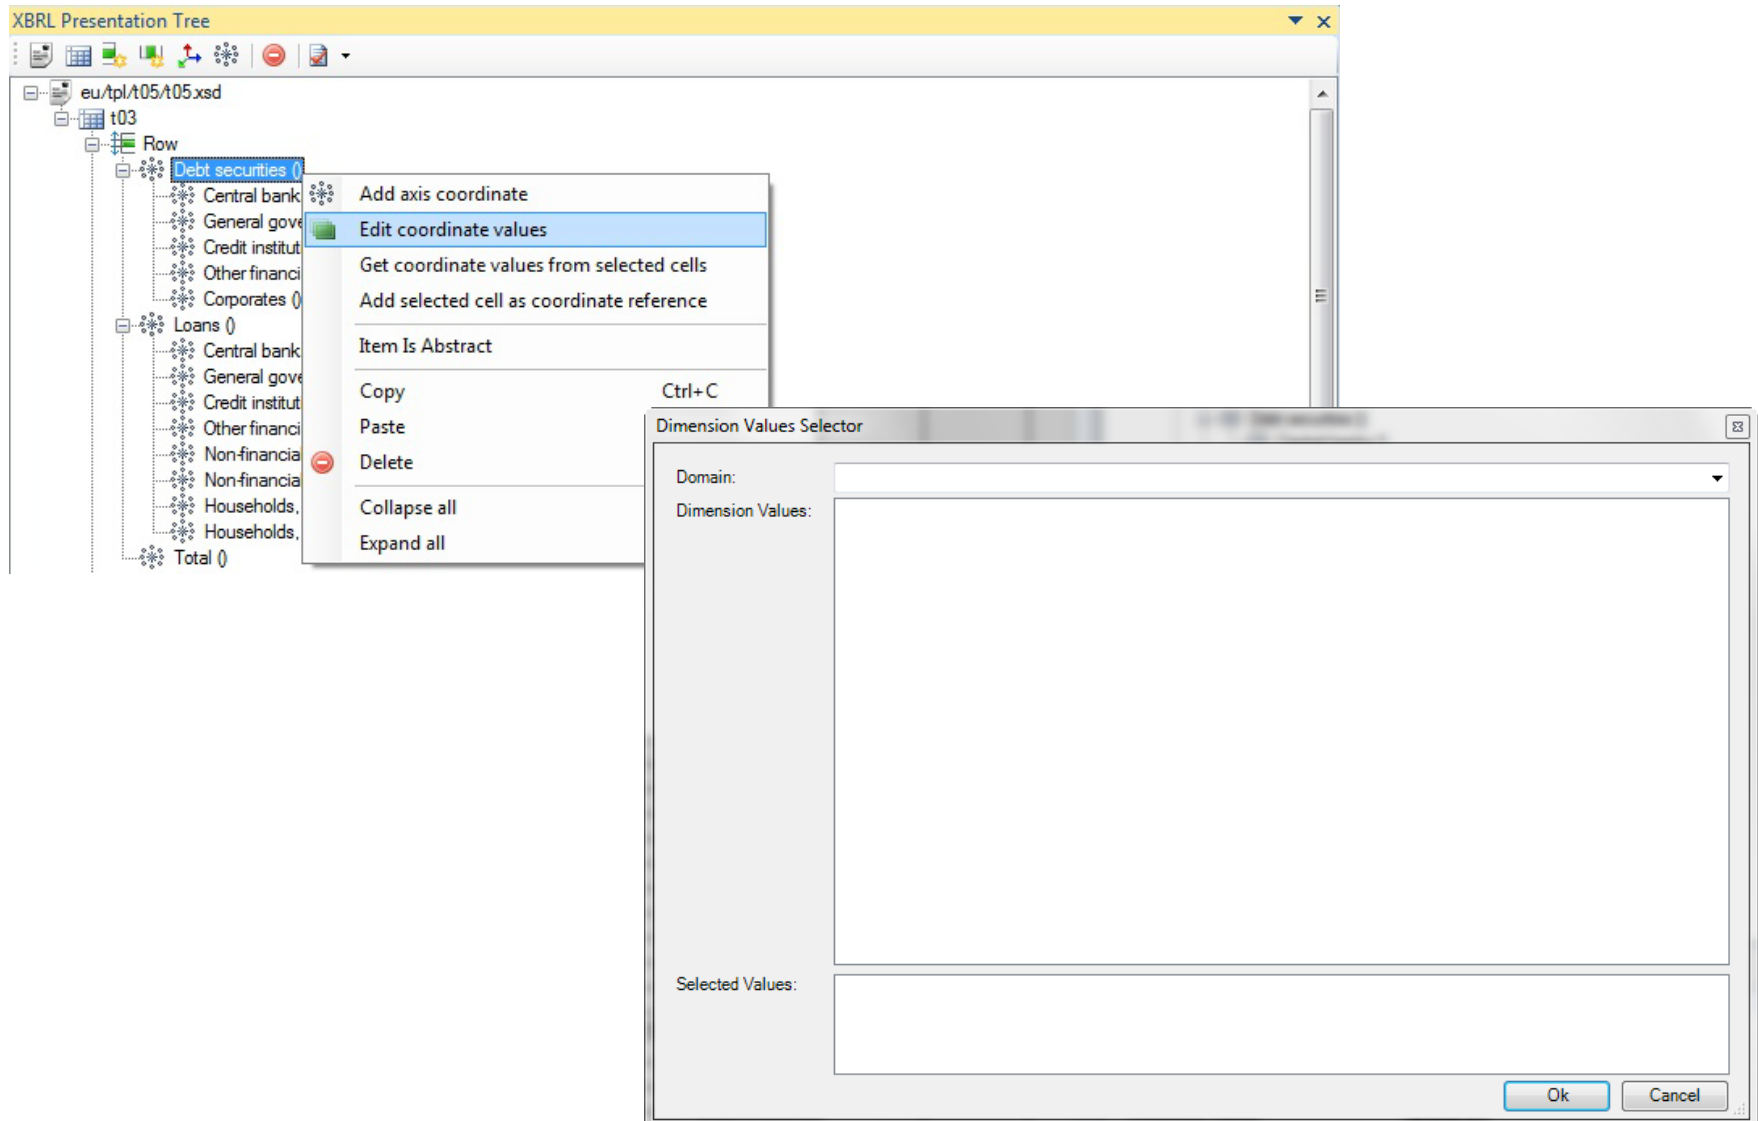 XBRL Presentation Tree
eu/tpl/t05/t05.xsd
t03
Row
Debt securities ()
Central bank
General gove
Credit institut
Other financi
Corporates ()
Loans ()
Central bank
General gove
Credit institut
Other financi
Non-financia
Non-financia
Households,
Households,
Total ()
Add axis coordinate
Edit coordinate values
Get coordinate values from selected cells
Add selected cell as coordinate reference
Item Is Abstract
Copy Ctrl+C
Paste
Delete
Collapse all
Expand all
Dimension Values Selector
Domain:
Dimension Values:
Selected Values:
Ok Cancel